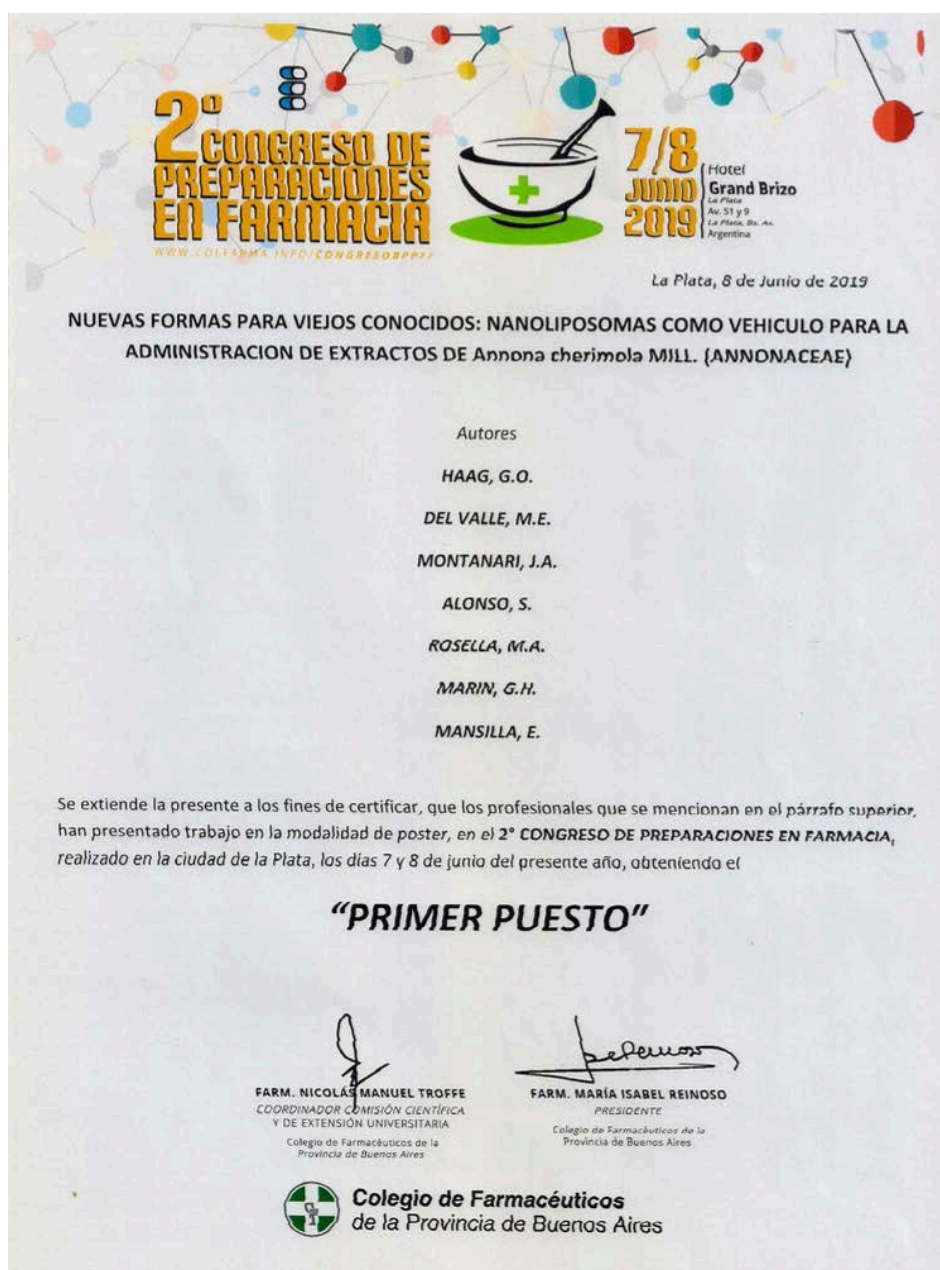 2º CONGRESO DE
PREPARACIONES
EN FARMACIA
WWW.COLFARMA.INFO/CONGRESOBPPF/
7/8
JUNIO
2019
Hotel
Grand Brizo
La Plata
Av. 51 y 9
La Plata, Bs. As.
Argentina
La Plata, 8 de Junio de 2019
NUEVAS FORMAS PARA VIEJOS CONOCIDOS: NANOLIPOSOMAS COMO VEHICULO PARA LA
ADMINISTRACION DE EXTRACTOS DE Annona cherimola MILL. (ANNONACEAE)
Autores
HAAG, G.O.
DEL VALLE, M.E.
MONTANARI, J.A.
ALONSO, S.
ROSELLA, M.A.
MARIN, G.H.
MANSILLA, E.
Se extiende la presente a los fines de certificar, que los profesionales que se mencionan en el párrafo superior,
han presentado trabajo en la modalidad de poster, en el 2° CONGRESO DE PREPARACIONES EN FARMACIA,
realizado en la ciudad de la Plata, los días 7 y 8 de junio del presente año, obteniendo el
"PRIMER PUESTO"
FARM. NICOLÁS MANUEL TROFFE
COORDINADOR COMISIÓN CIENTÍFICA
Y DE EXTENSIÓN UNIVERSITARIA
Colegio de Farmacéuticos de la
Provincia de Buenos Aires
FARM. MARÍA ISABEL REINOSO
PRESIDENTE
Colegio de Farmacéuticos de la
Provincia de Buenos Aires
Colegio de Farmacéuticos
de la Provincia de Buenos Aires